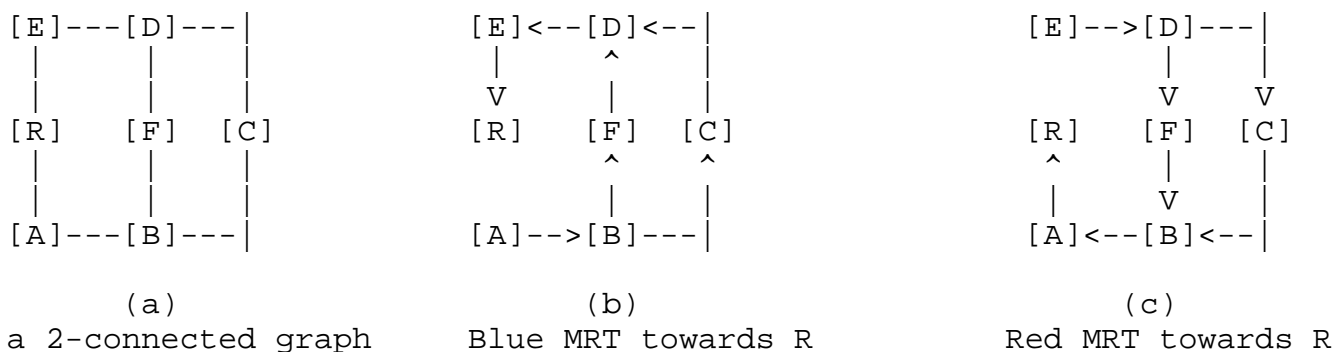 [E]---[D]---| [E]<--[D]<--| [E]-->[D]---|
| | | | ^ | | |
| | | V | | V V
[R] [F] [C] [R] [F] [C] [R] [F] [C]
| | | ^ ^ ^ | |
| | | | | | V |
[A]---[B]---| [A]-->[B]---| [A]<--[B]<--|
(a) (b) (c)
a 2-connected graph Blue MRT towards R Red MRT towards R